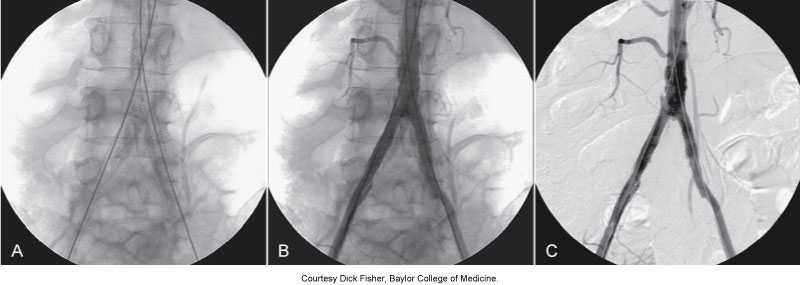 A
B
C
Courtesy Dick Fisher, Baylor College of Medicine.